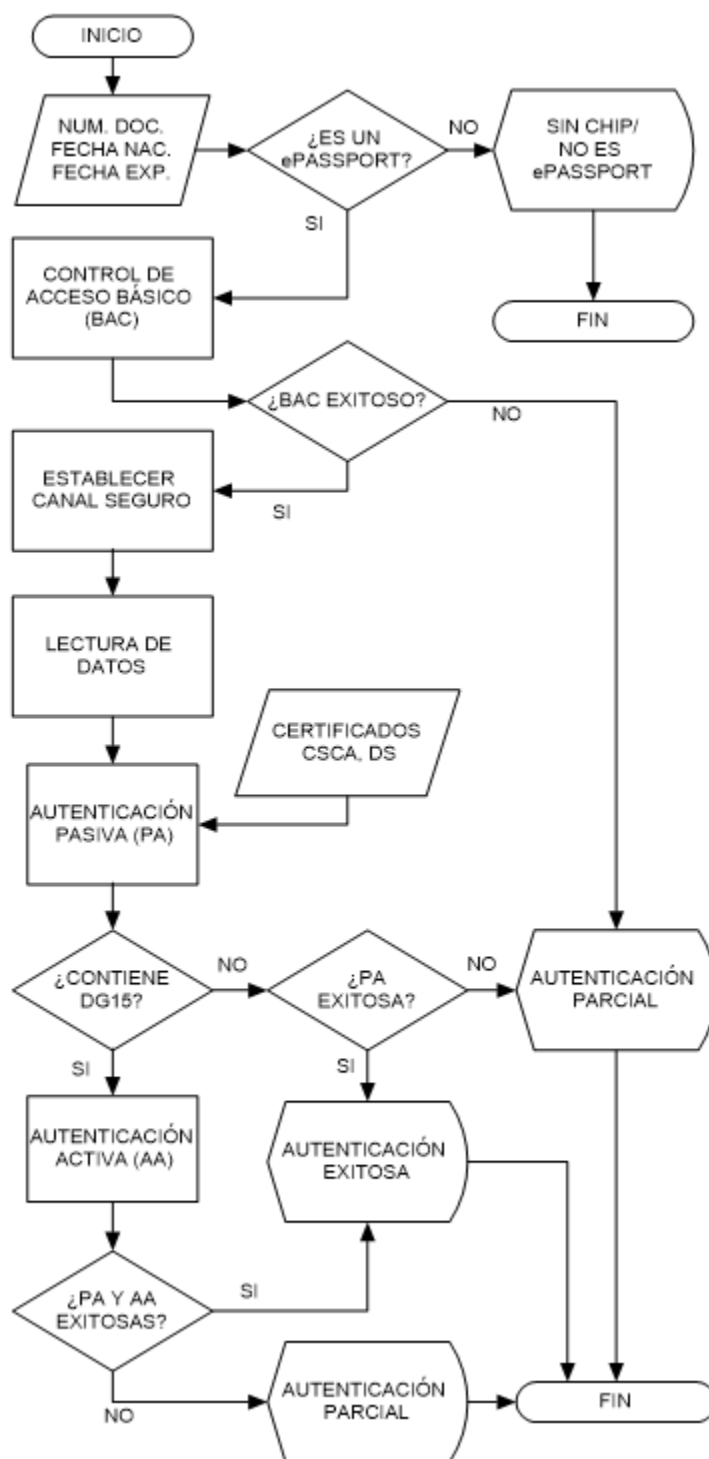 INICIO
NUM. DOC.
FECHA NAC.
FECHA EXP.
¿ES UN
ePASSPORT?
NO
SIN CHIP/
NO ES
ePASSPORT
SI
CONTROL DE
ACCESO BÁSICO
(BAC)
FIN
¿BAC EXITOSO?
NO
SI
ESTABLECER
CANAL SEGURO
LECTURA DE
DATOS
CERTIFICADOS
CSCA, DS
AUTENTICACIÓN
PASIVA (PA)
¿CONTIENE
DG15?
NO
¿PA
EXITOSA?
NO
AUTENTICACIÓN
PARCIAL
SI
SI
AUTENTICACIÓN
ACTIVA (AA)
AUTENTICACIÓN
EXITOSA
¿PA Y AA
EXITOSAS?
SI
NO
AUTENTICACIÓN
PARCIAL
FIN